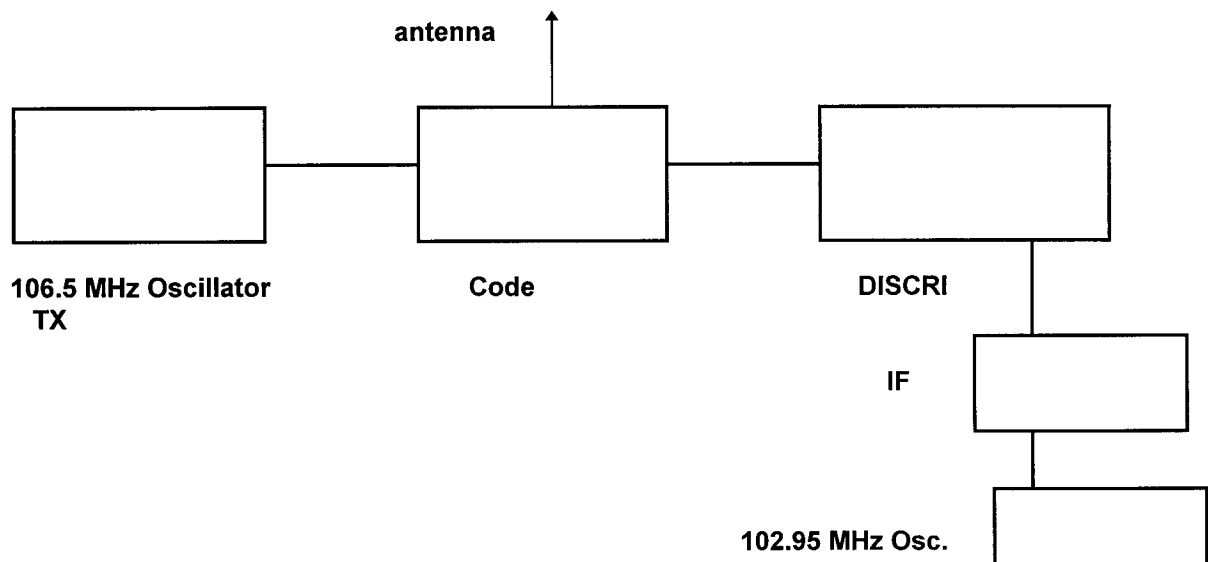 antenna
106.5 MHz Oscillator
TX
Code
DISCRI
IF
102.95 MHz Osc.